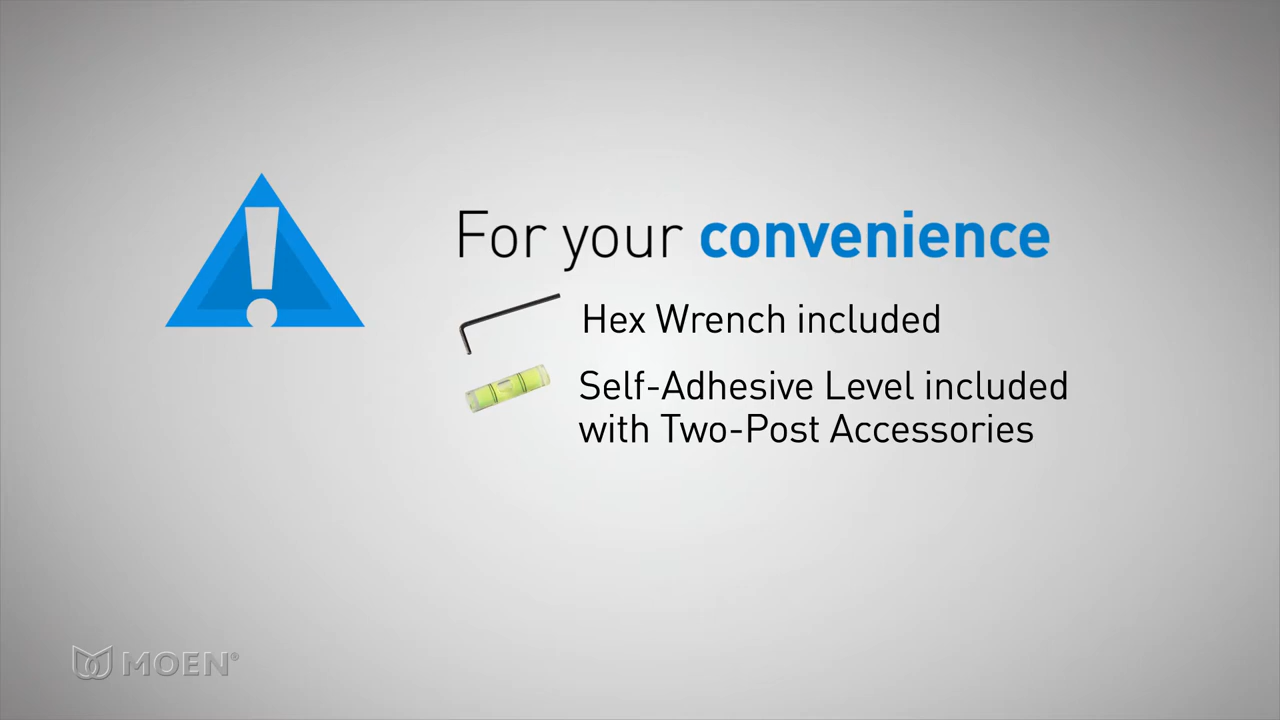 For your convenience
Hex Wrench included
Self-Adhesive Level included
with Two-Post Accessories
MOEN®